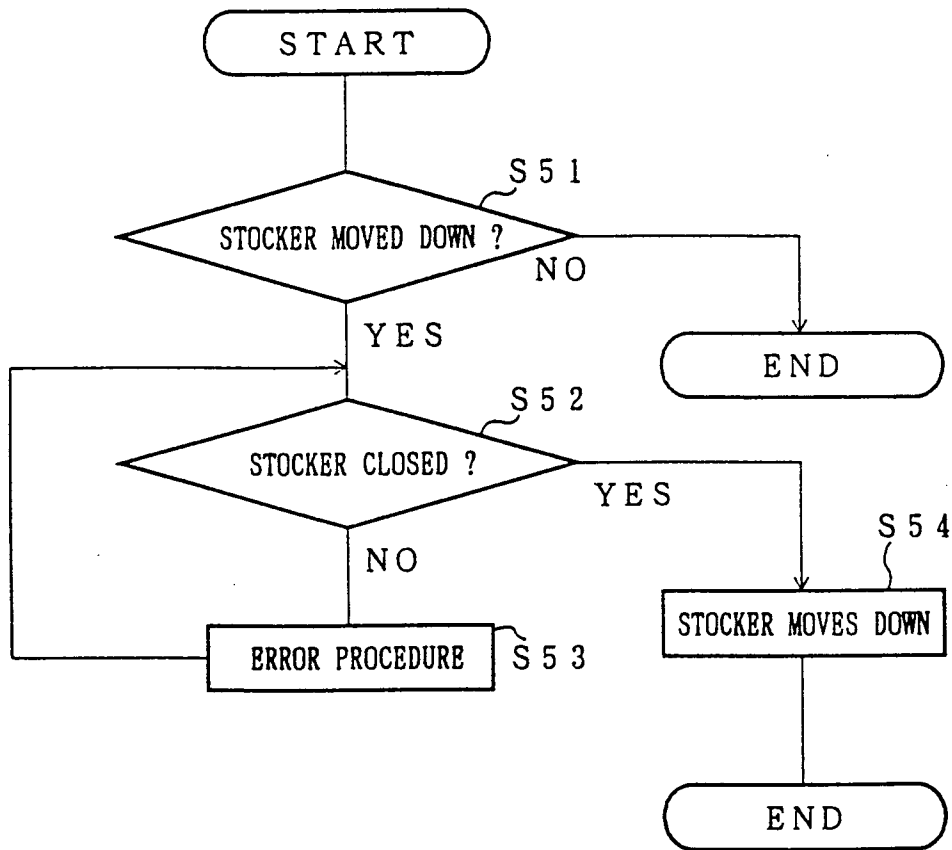 START
S51
STOCKER MOVED DOWN ?
NO
YES
END
S52
STOCKER CLOSED ?
YES
NO
S54
STOCKER MOVES DOWN
ERROR PROCEDURE
S53
END